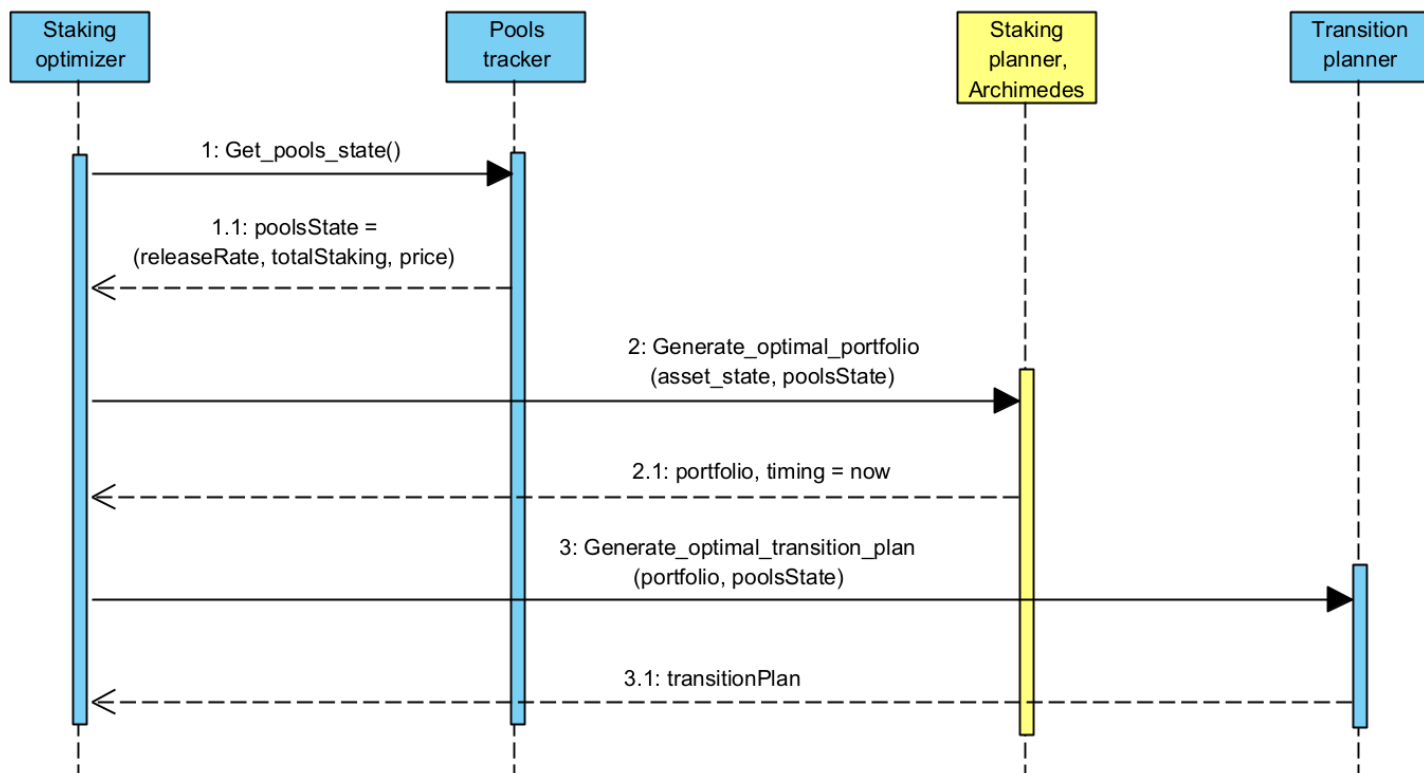 Staking
optimizer
Pools
tracker
Staking
planner,
Archimedes
Transition
planner
1: Get_pools_state()
1.1: poolsState =
(releaseRate, totalStaking, price)
2: Generate_optimal_portfolio
(asset_state, poolsState)
2.1: portfolio, timing = now
3: Generate_optimal_transition_plan
(portfolio, poolsState)
3.1: transitionPlan